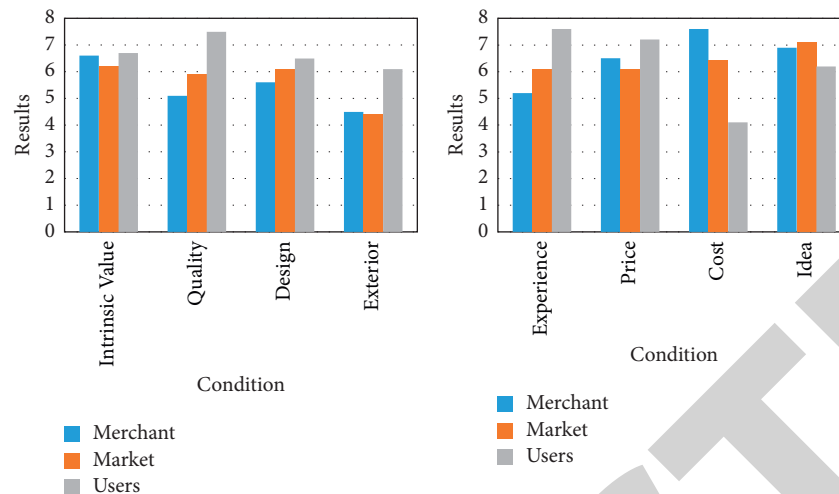 8
7
6
5
4
3
2
1
0
Results
Intrinsic Value
Quality
Design
Exterior
Condition
Merchant
Market
Users
8
7
6
5
4
3
2
1
0
Results
Experience
Price
Cost
Idea
Condition
Merchant
Market
Users